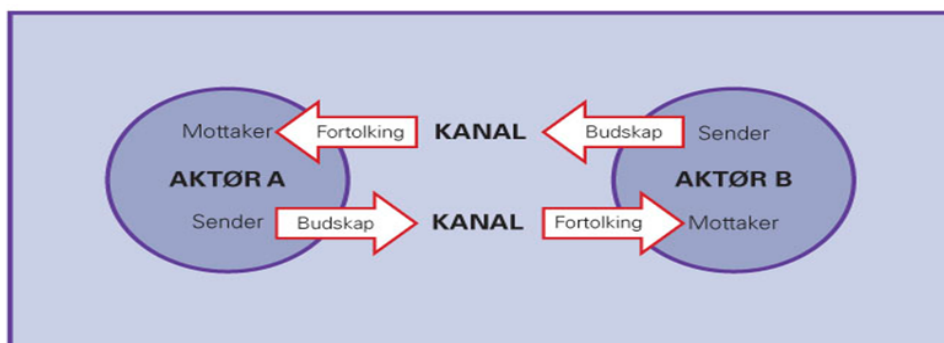 Mottaker Fortolking KANAL Budskap Sender
AKTØR A AKTØR B
Sender Budskap KANAL Fortolking Mottaker